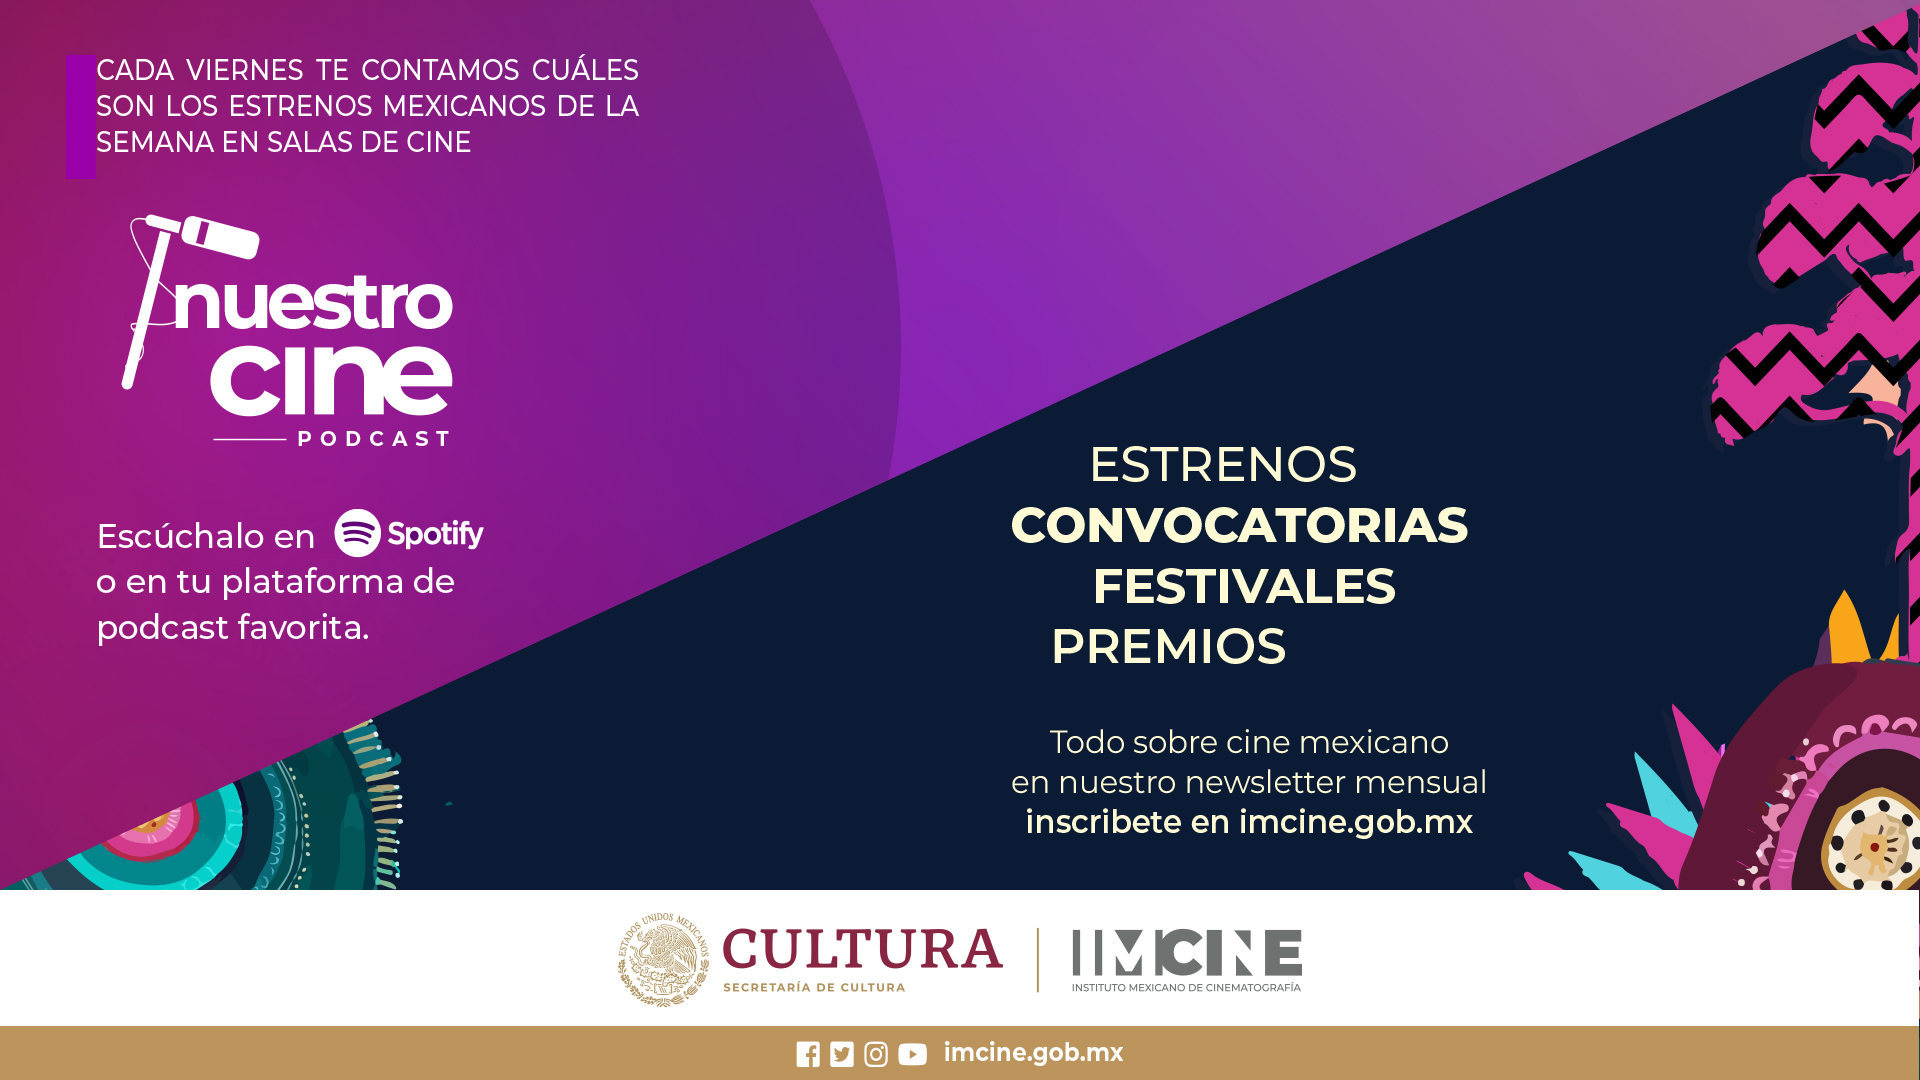 CADA VIERNES TE CONTAMOS CUÁLES
SON LOS ESTRENOS MEXICANOS DE LA
SEMANA EN SALAS DE CINE
nuestro
cine
PODCAST
Escúchalo en Spotify
o en tu plataforma de
podcast favorita.
ESTRENOS
CONVOCATORIAS
FESTIVALES
PREMIOS
Todo sobre cine mexicano
en nuestro newsletter mensual
inscribete en imcine.gob.mx
ESTADOS UNIDOS MEXICANOS
CULTURA
SECRETARÍA DE CULTURA
IMCINE
INSTITUTO MEXICANO DE CINEMATOGRAFÍA
imcine.gob.mx